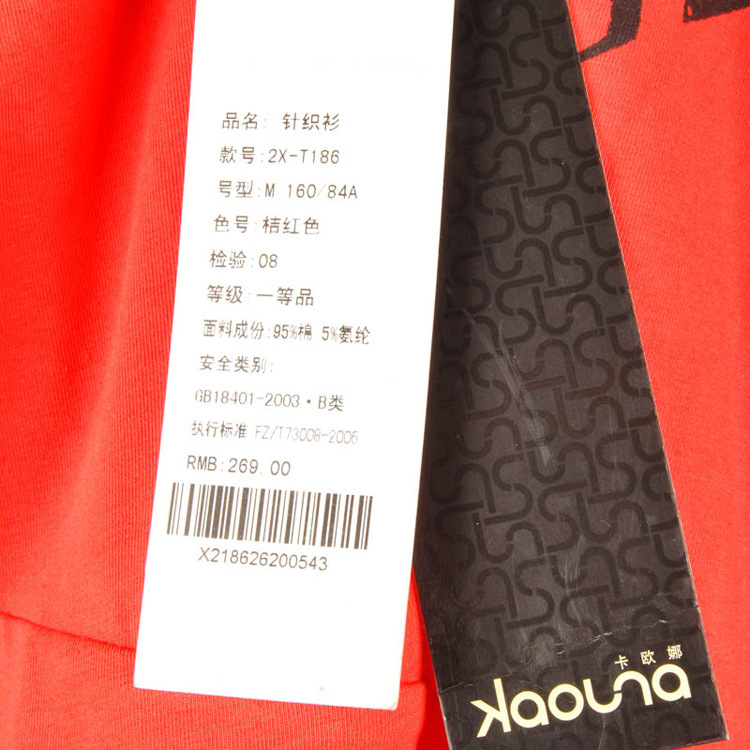 品名: 针织衫
款号:2X-T186
号型:M 160/84A
色号:桔红色
检验:08
等级:一等品
面料成份:95%棉 5%氨纶
安全类别:
GB18401-2003·B类
执行标准 FZ/T73008-2006
RMB:269.00
X218626200543
卡欧娜